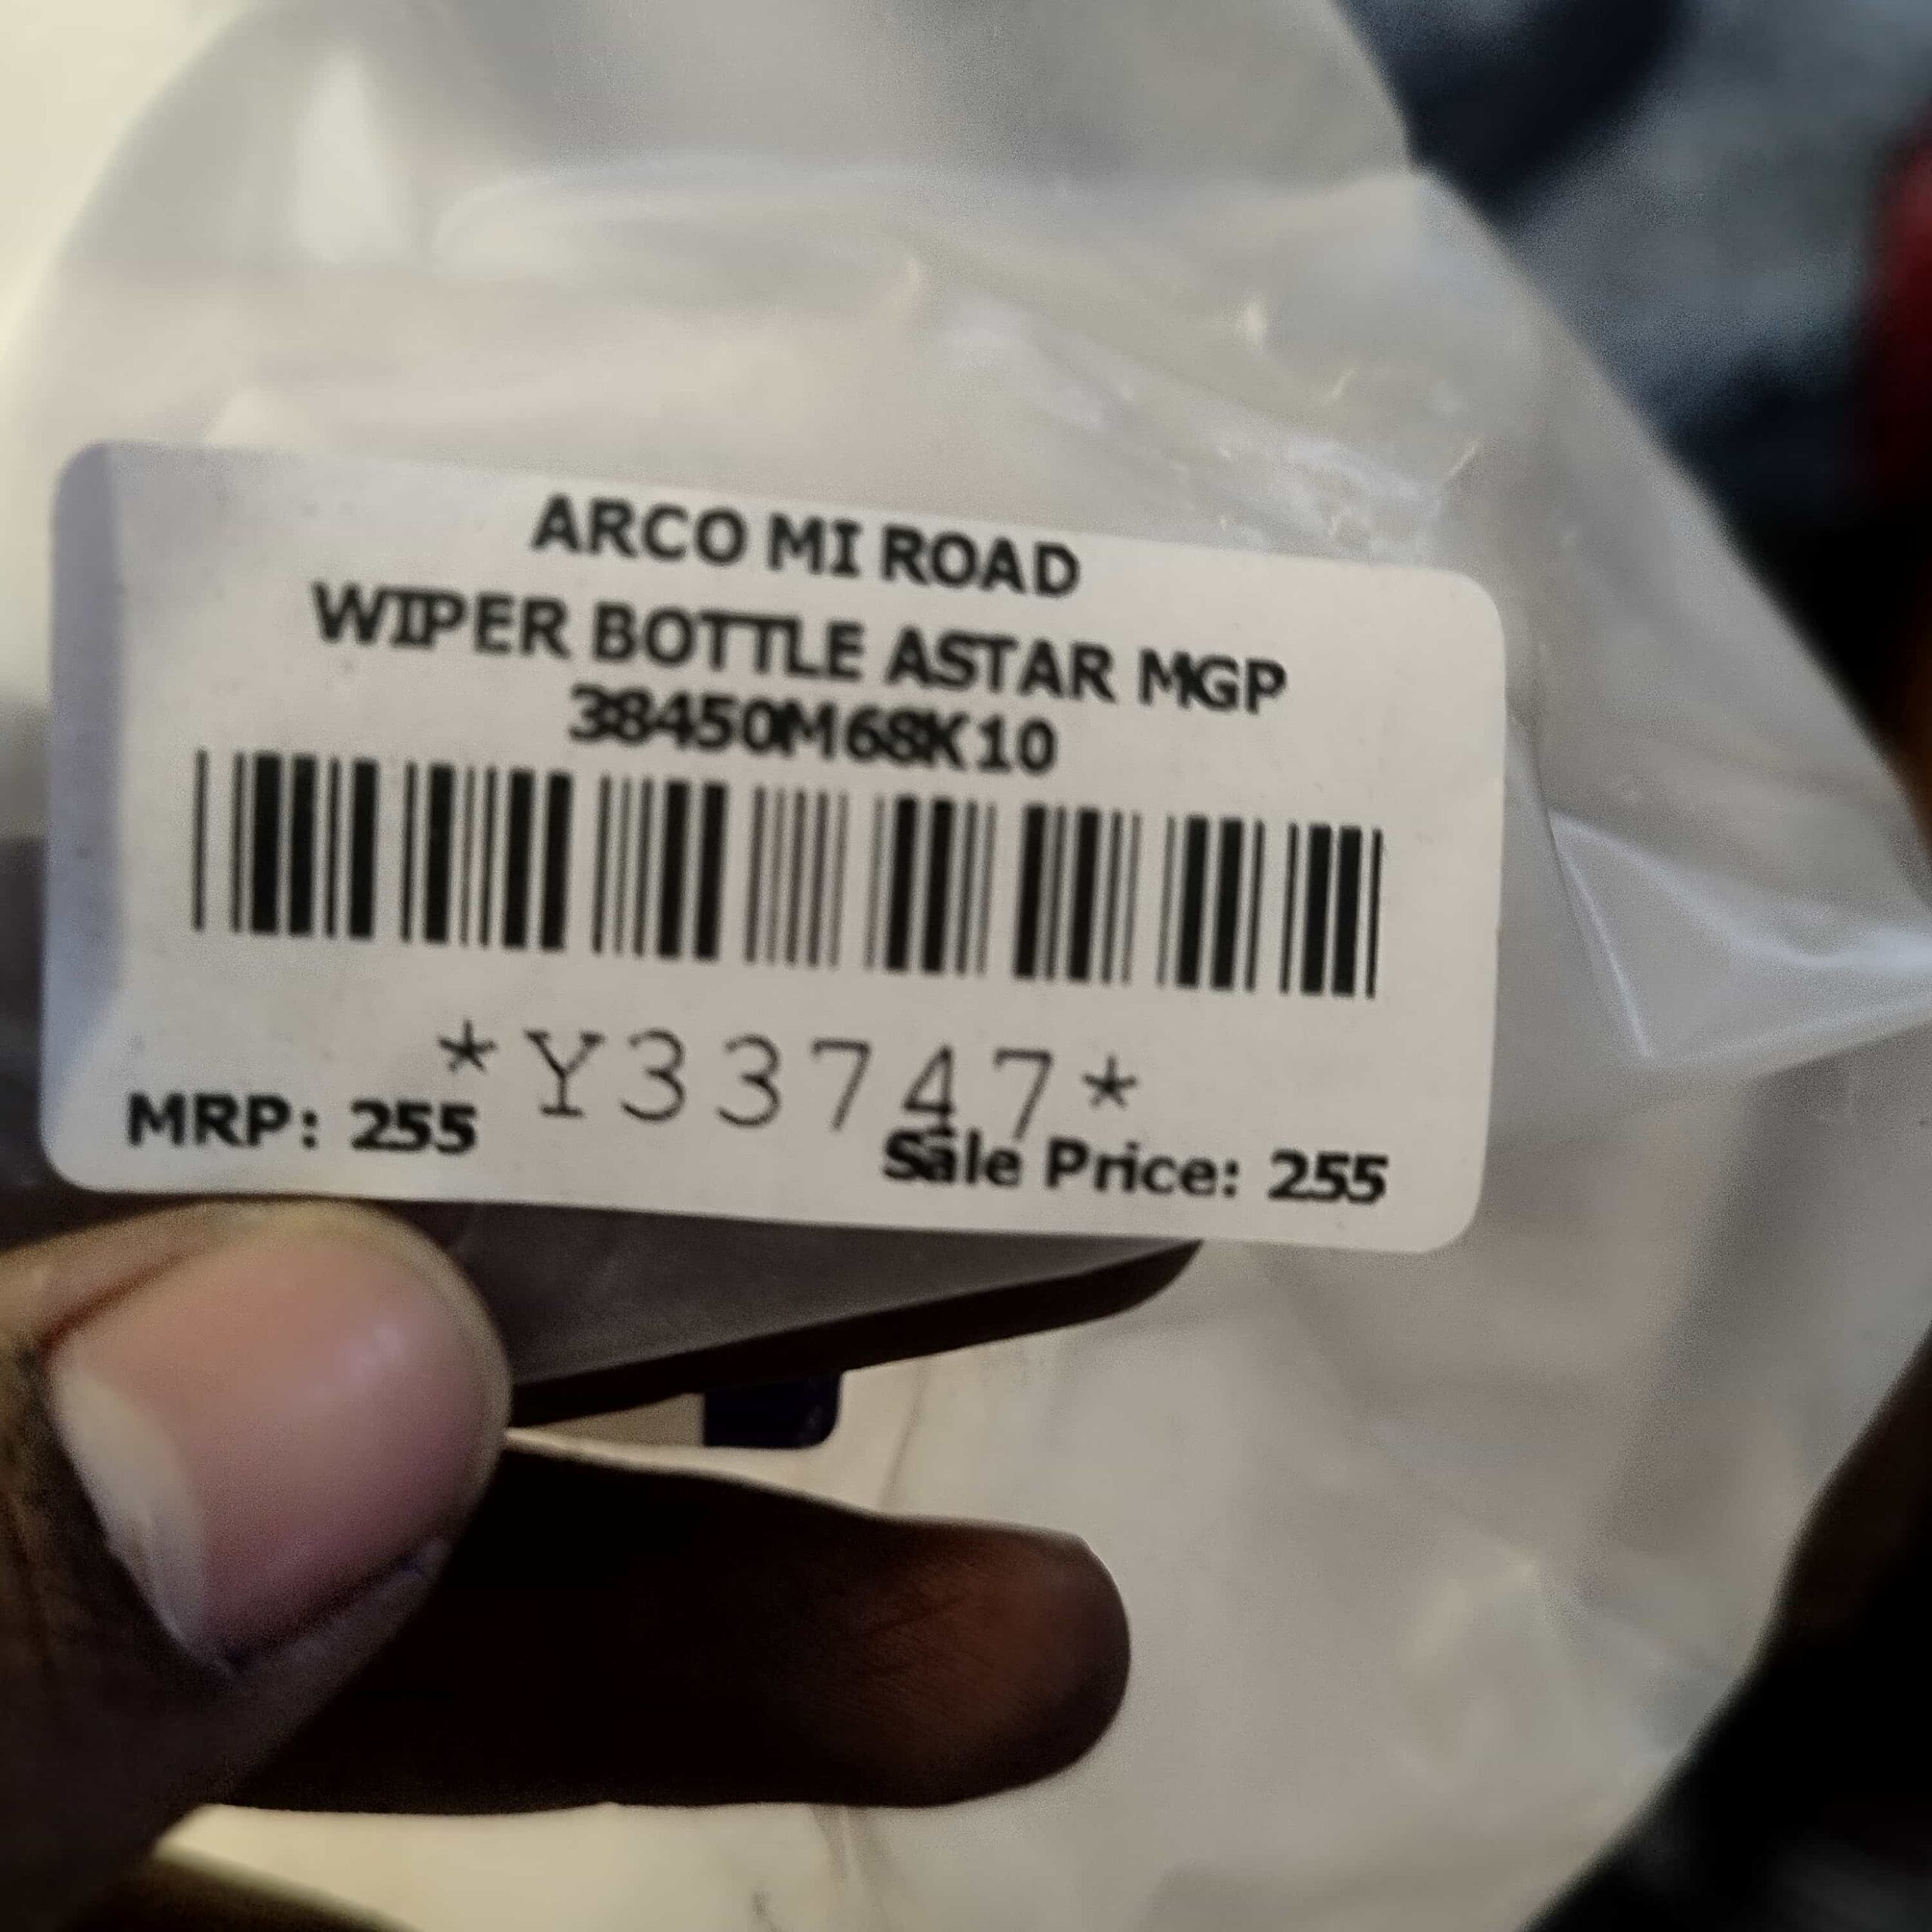 ARCO MI ROAD
WIPER BOTTLE ASTAR MGP
38450M68K10
*Y33747*
MRP: 255 Sale Price: 255